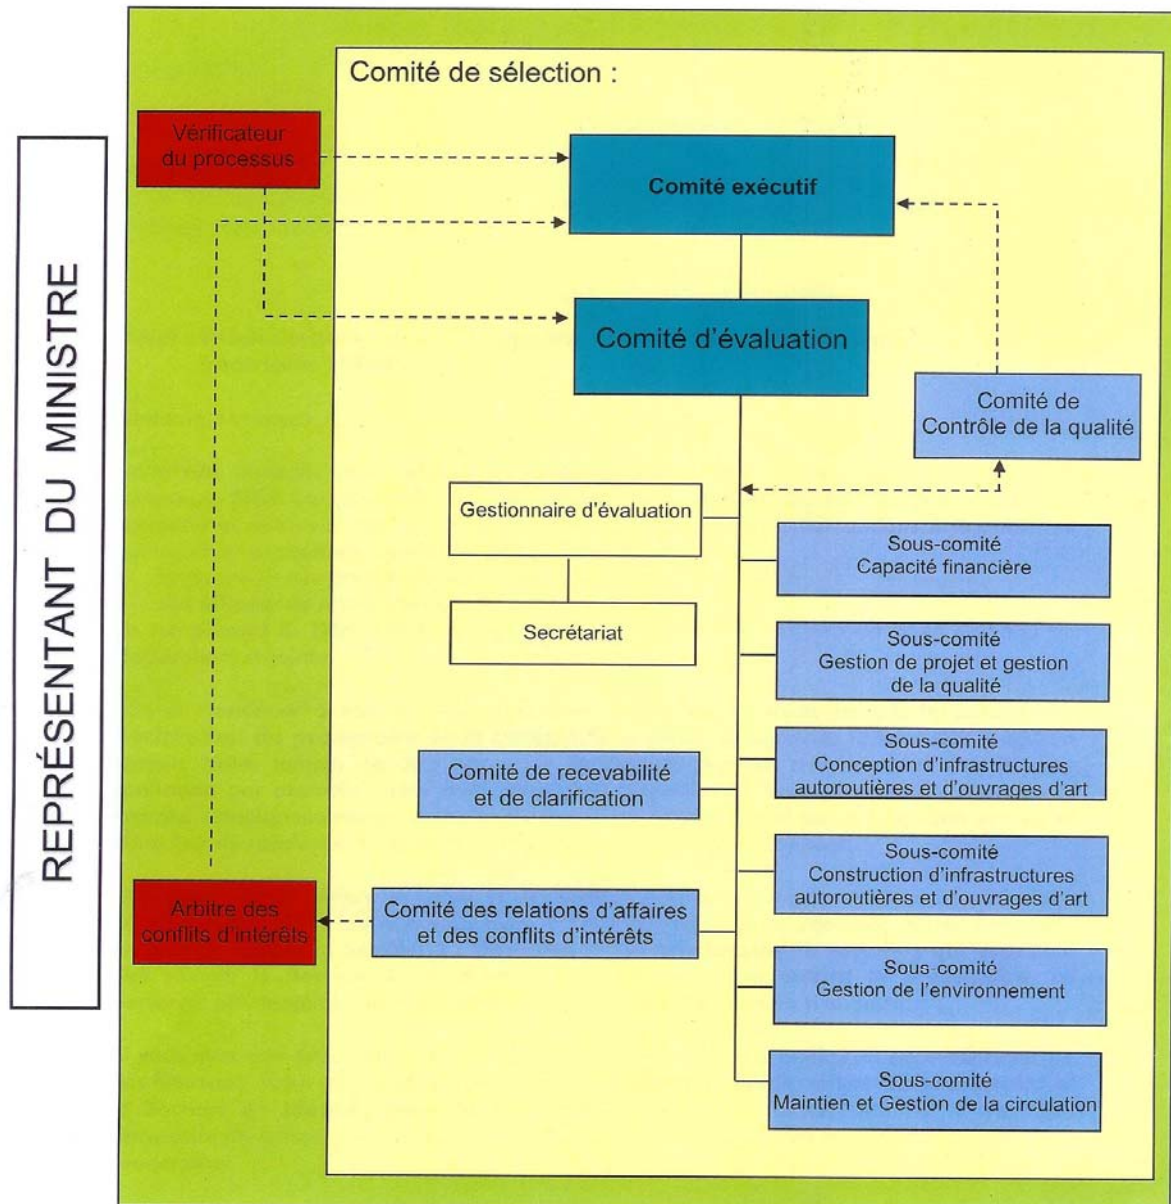 REPRÉSENTANT DU MINISTRE
Comité de sélection :
Vérificateur
du processus
Comité exécutif
Comité d'évaluation
Comité de
Contrôle de la qualité
Gestionnaire d'évaluation
Secrétariat
Sous-comité
Capacité financière
Sous-comité
Gestion de projet et gestion
de la qualité
Comité de recevabilité
et de clarification
Sous-comité
Conception d'infrastructures
autoroutières et d'ouvrages d'art
Sous-comité
Construction d'infrastructures
autoroutières et d'ouvrages d'art
Arbitre des
conflits d'intérêts
Comité des relations d'affaires
et des conflits d'intérêts
Sous-comité
Gestion de l'environnement
Sous-comité
Maintien et Gestion de la circulation